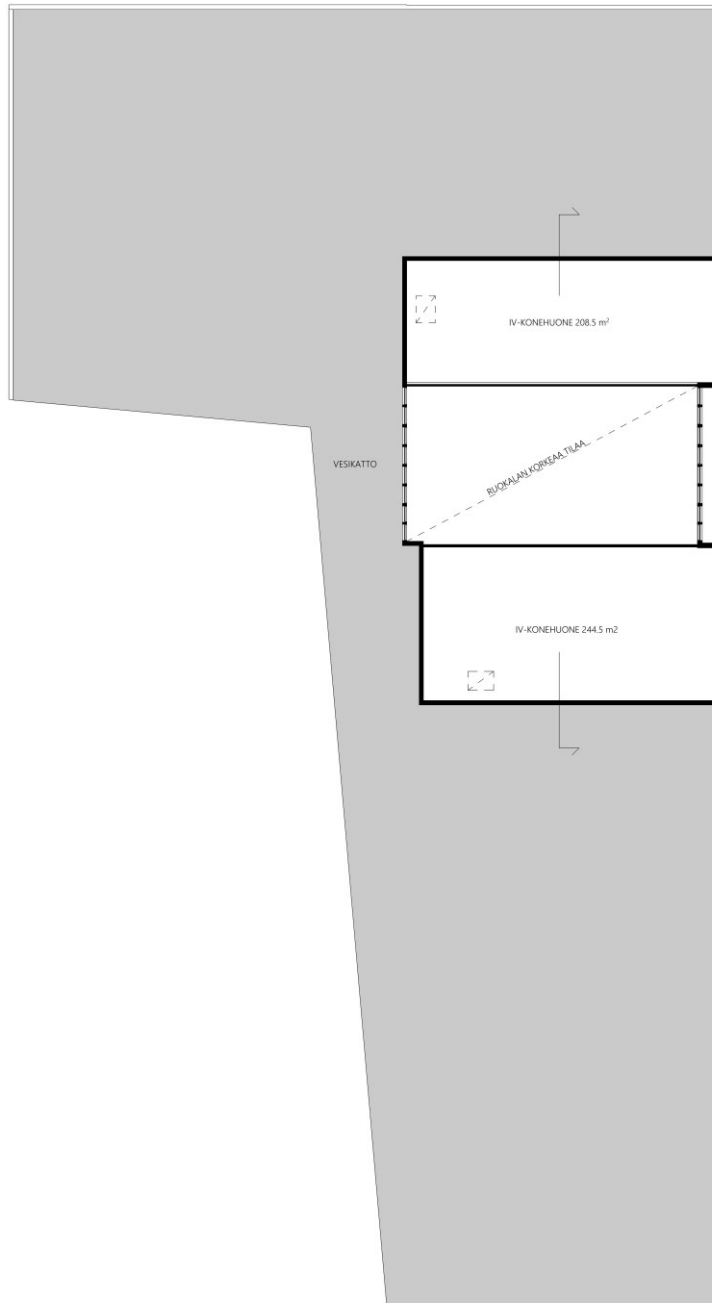 IV-KONEHUONE 208.5 m²
VESIKATTO
RUOKALAN KORKEAA TILAA
IV-KONEHUONE 244.5 m2